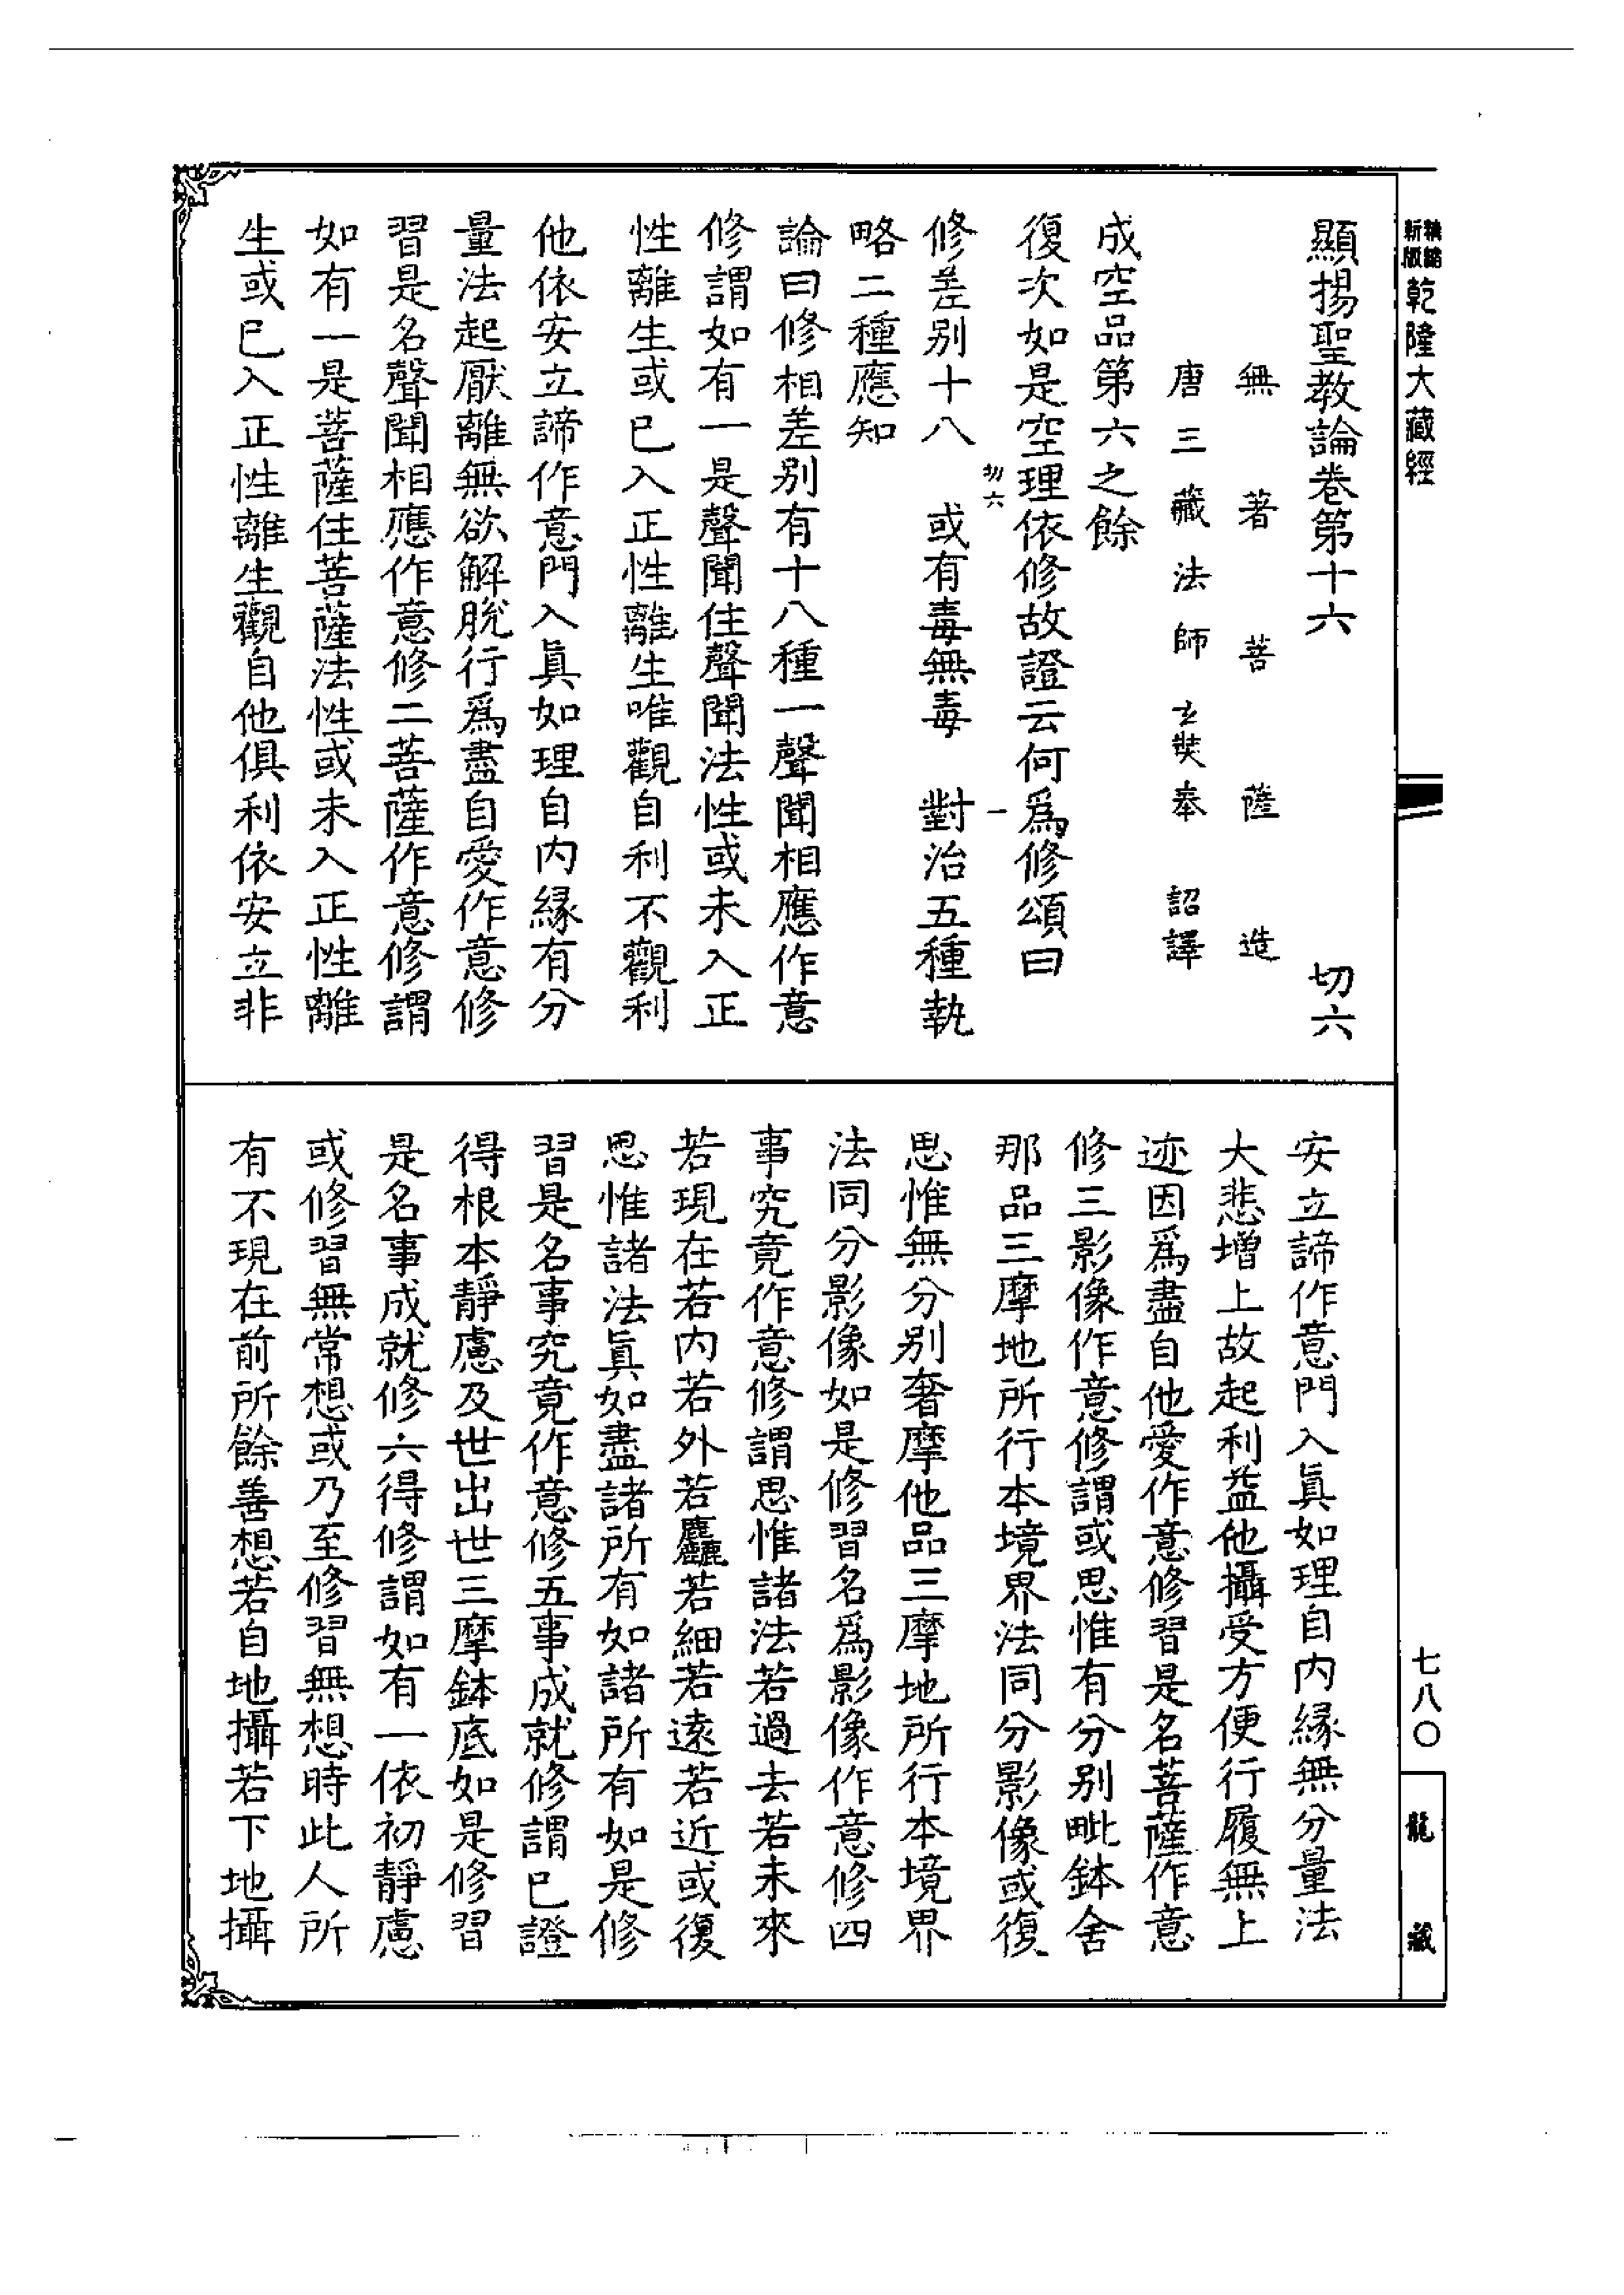 精縮新版乾隆大藏經
七八〇
龍藏
顯揚聖教論卷第十六 切六
無著菩薩造
唐三藏法師玄奘奉 詔譯
成空品第六之餘
復次如是空理依修故證云何爲修頌曰
切六 一
修差别十八 或有毒無毒 對治五種執
略二種應知
論曰修相差别有十八種一聲聞相應作意
修謂如有一是聲聞住聲聞法性或未入正
性離生或已入正性離生唯觀自利不觀利
他依安立諦作意門入眞如理自内緣有分
量法起厭離無欲解脫行爲盡自愛作意修
習是名聲聞相應作意修二菩薩作意修謂
如有一是菩薩住菩薩法性或未入正性離
生或已入正性離生觀自他俱利依安立非
安立諦作意門入眞如理自内緣無分量法
大悲增上故起利益他攝受方便行履無上
迹因爲盡自他愛作意修習是名菩薩作意
修三影像作意修謂或思惟有分别毗鉢舍
那品三摩地所行本境界法同分影像或復
思惟無分别奢摩他品三摩地所行本境界
法同分影像如是修習名爲影像作意修四
事究竟作意修謂思惟諸法若過去若未來
若現在若内若外若麤若細若遠若近或復
思惟諸法眞如盡諸所有如諸所有如是修
習是名事究竟作意修五事成就修謂已證
得根本靜慮及世出世三摩鉢底如是修習
是名事成就修六得修謂如有一依初靜慮
或修習無常想或乃至修習無想時此人所
有不現在前所餘善想若自地攝若下地攝